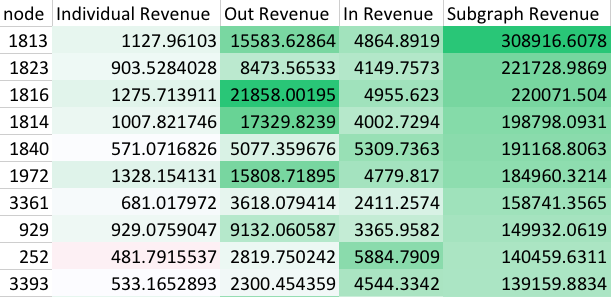 node Individual Revenue Out Revenue In Revenue Subgraph Revenue
1813 1127.96103 15583.62864 4864.8919 308916.6078
1823 903.5284028 8473.56533 4149.7573 221728.9869
1816 1275.713911 21858.00195 4955.623 220071.504
1814 1007.821746 17329.8239 4002.7294 198798.0931
1840 571.0716826 5077.359676 5309.7363 191168.8063
1972 1328.154131 15808.71895 4779.817 184960.3214
3361 681.017972 3618.079414 2411.2574 158741.3565
929 929.0759047 9132.060587 3365.9582 149932.0619
252 481.7915537 2819.750242 5884.7909 140459.6311
3393 533.1652893 2300.454359 4544.3342 139159.8834